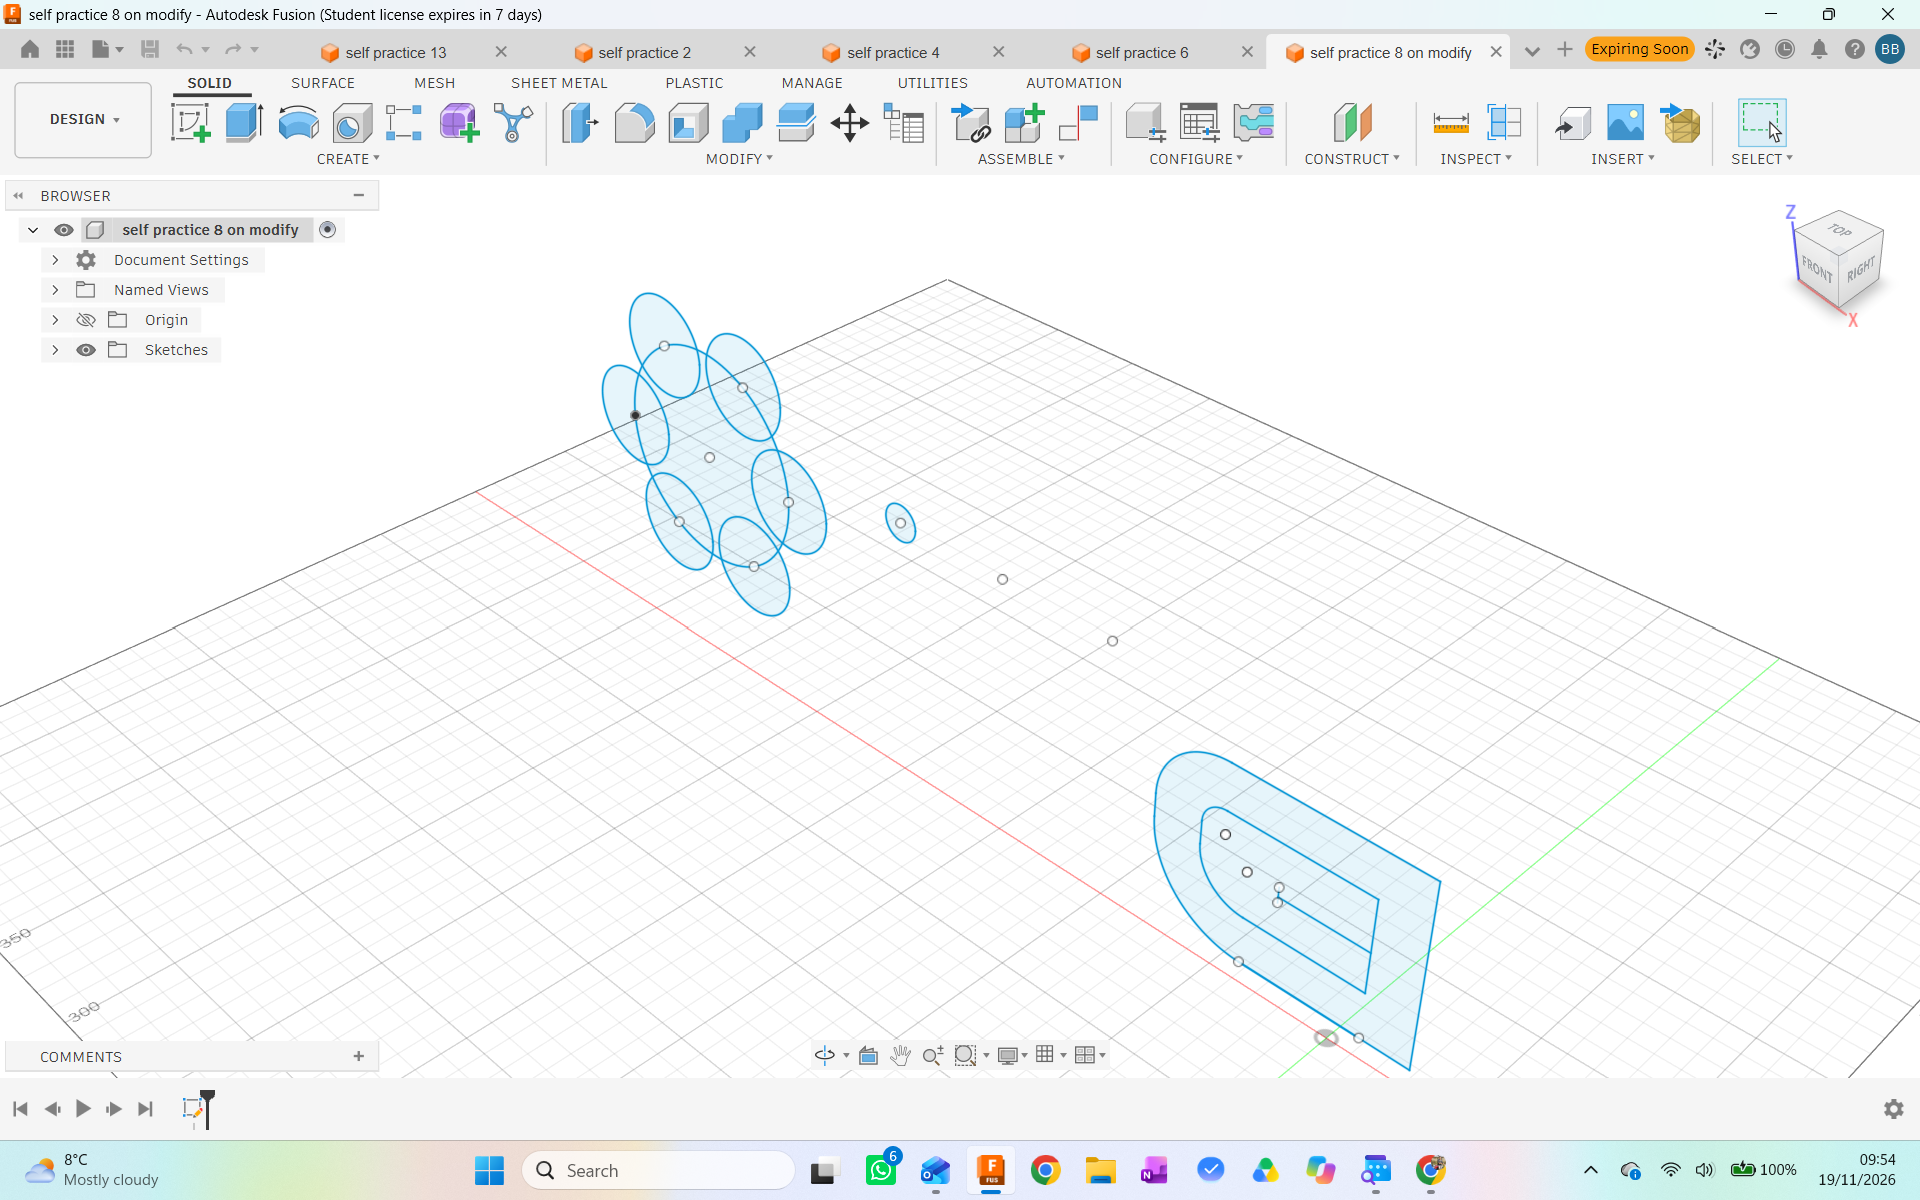 self practice 8 on modify - Autodesk Fusion (Student license expires in 7 days)
self practice 13
self practice 2
self practice 4
self practice 6
self practice 8 on modify
Expiring Soon
BB
DESIGN
SOLID
SURFACE
MESH
SHEET METAL
PLASTIC
MANAGE
UTILITIES
AUTOMATION
CREATE
MODIFY
ASSEMBLE
CONFIGURE
CONSTRUCT
INSPECT
INSERT
SELECT
BROWSER
self practice 8 on modify
Document Settings
Named Views
Origin
Sketches
Z
TOP
FRONT
RIGHT
X
350
300
COMMENTS
8°C
Mostly cloudy
Search
6
FUS
100%
09:54
19/11/2026